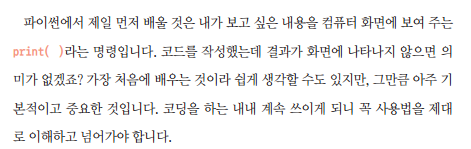 파이썬에서 제일 먼저 배울 것은 내가 보고 싶은 내용을 컴퓨터 화면에 보여 주는
print( )라는 명령입니다. 코드를 작성했는데 결과가 화면에 나타나지 않으면 의
미가 없겠죠? 가장 처음에 배우는 것이라 쉽게 생각할 수도 있지만, 그만큼 아주 기
본적이고 중요한 것입니다. 코딩을 하는 내내 계속 쓰이게 되니 꼭 사용법을 제대
로 이해하고 넘어가야 합니다.